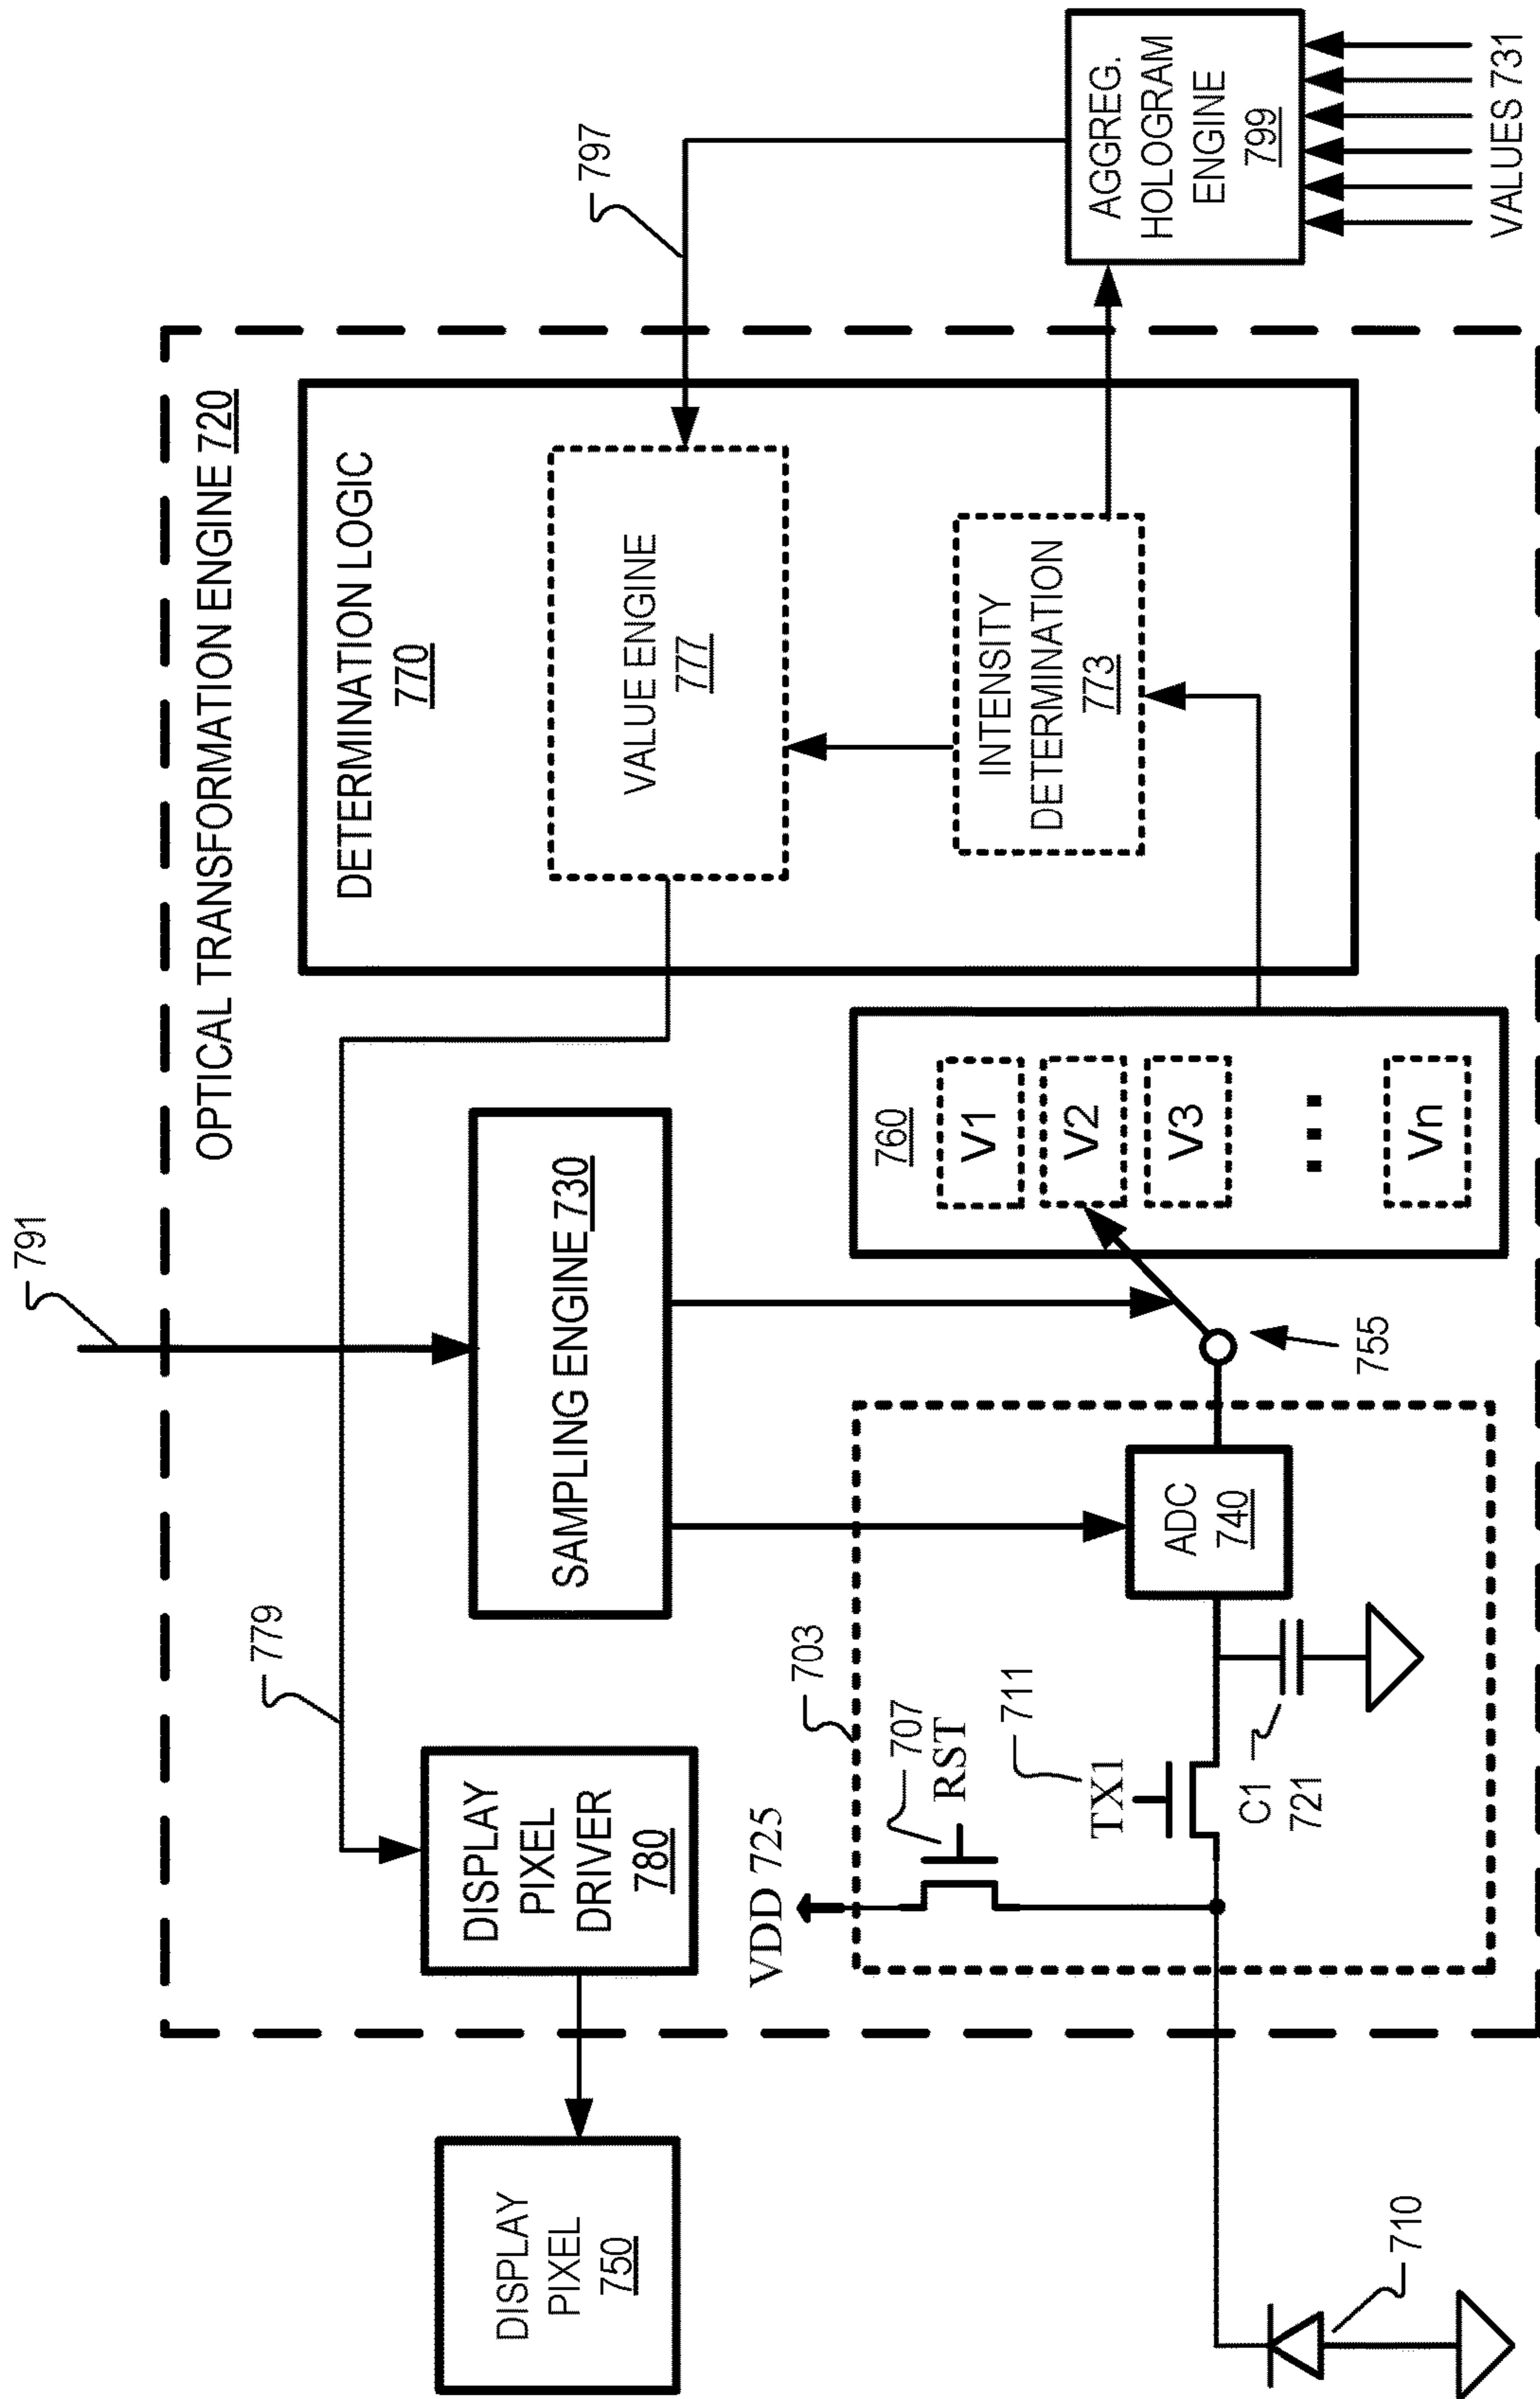 791
OPTICAL TRANSFORMATION ENGINE 720
797
779
DISPLAY
PIXEL
750
DISPLAY
PIXEL
DRIVER
780
SAMPLING ENGINE 730
DETERMINATION LOGIC
770
VALUE ENGINE
777
INTENSITY
DETERMINATION
773
AGGREG.
HOLOGRAM
ENGINE
799
VALUES 731
VDD 725
707
RST
703
711
TX1
C1
721
ADC
740
755
760
V1
V2
V3
Vn
710